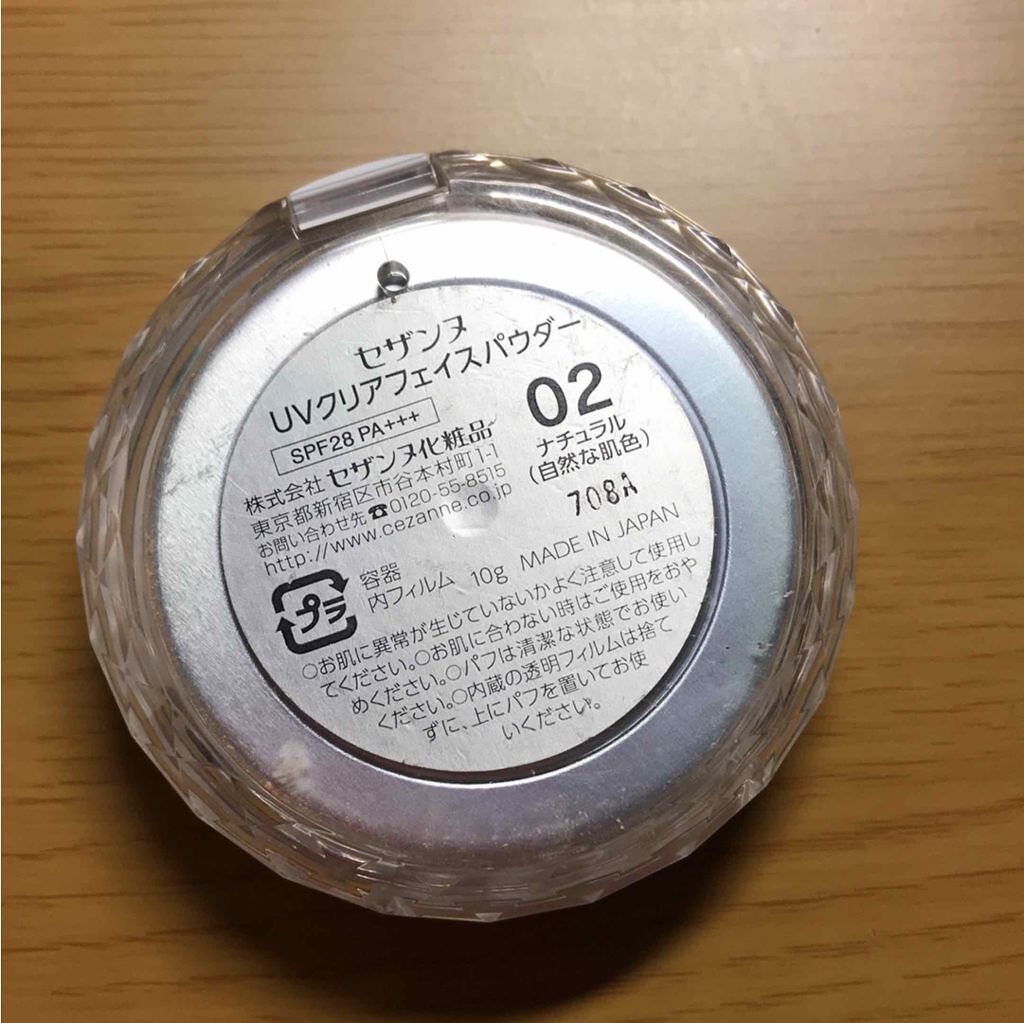 セザンヌ
UVクリアフェイスパウダー
SPF28 PA+++
02
ナチュラル
(自然な肌色)
708A
株式会社 セザンヌ化粧品
東京都新宿区市谷本村町1-1
お問い合わせ先 ☎0120-55-8515
http://www.cezanne.co.jp
プラ
容器
内フィルム 10g MADE IN JAPAN
○お肌に異常が生じていないかよく注意して使用し
てください。○お肌に合わない時はご使用をおや
めください。○パフは清潔な状態でお使い
ください。○内蔵の透明フィルムは捨て
ずに、上にパフを置いてお使
いください。